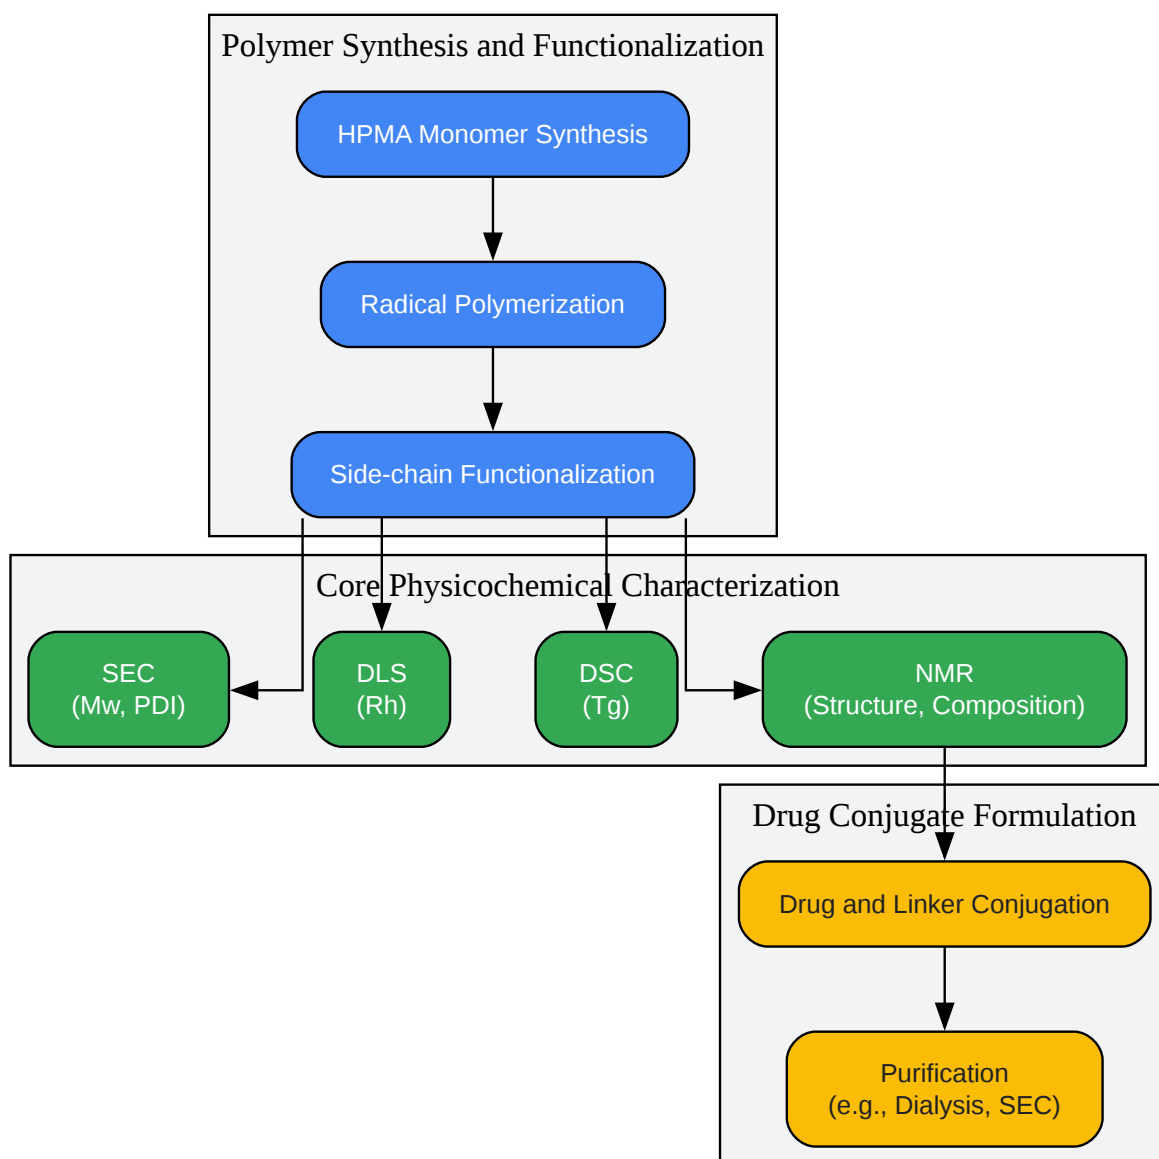 Polymer Synthesis and Functionalization
HPMA Monomer Synthesis
Radical Polymerization
Side-chain Functionalization
Core Physicochemical Characterization
SEC
(Mw, PDI)
DLS
(Rh)
DSC
(Tg)
NMR
(Structure, Composition)
Drug Conjugate Formulation
Drug and Linker Conjugation
Purification
(e.g., Dialysis, SEC)